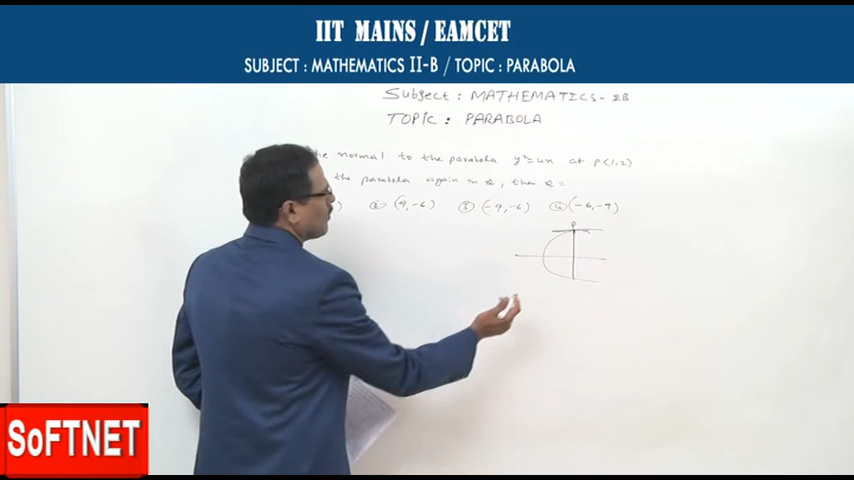 IIT MAINS / EAMCET
SUBJECT : MATHEMATICS II-B / TOPIC : PARABOLA
Subject : MATHEMATICS - 2B
TOPIC : PARABOLA
the normal to the parabola y²=4x at P(1,2)
the parabola again in Q, then Q=
② (9,-6) ③ (-9,-6) ④ (-6,-9)
P
SoFTNET